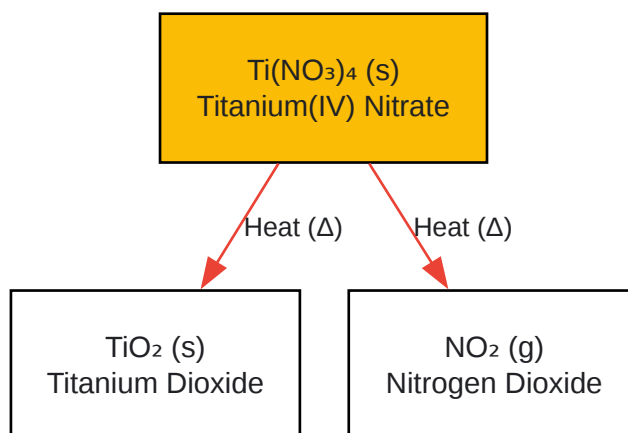 Ti(NO₃)₄ (s)
Titanium(IV) Nitrate
Heat (Δ)
Heat (Δ)
TiO₂ (s)
Titanium Dioxide
NO₂ (g)
Nitrogen Dioxide